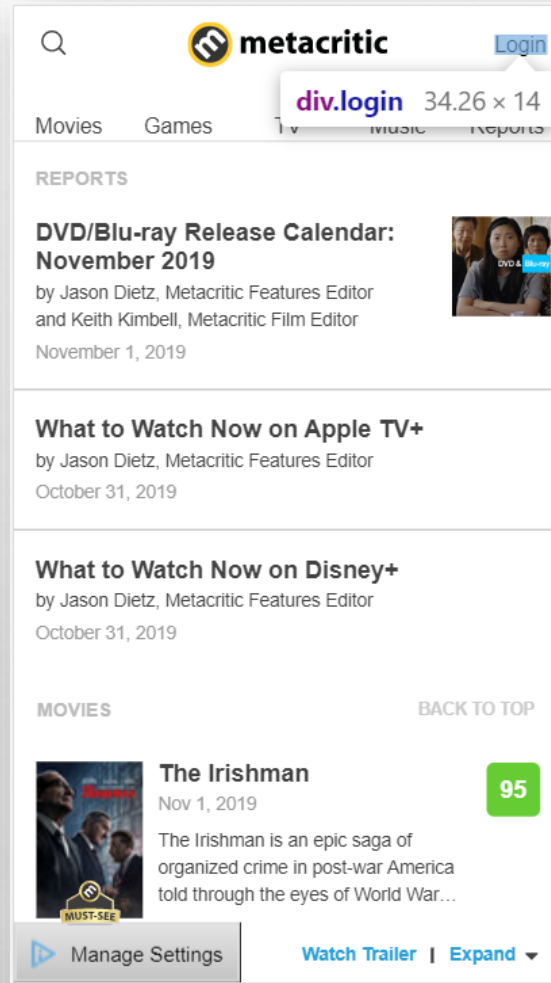 metacritic
Login
div.login 34.26 × 14
Movies Games TV Music Reports
REPORTS
DVD/Blu-ray Release Calendar:
November 2019
by Jason Dietz, Metacritic Features Editor
and Keith Kimbell, Metacritic Film Editor
November 1, 2019
DVD & Blu-ray
What to Watch Now on Apple TV+
by Jason Dietz, Metacritic Features Editor
October 31, 2019
What to Watch Now on Disney+
by Jason Dietz, Metacritic Features Editor
October 31, 2019
MOVIES
BACK TO TOP
The Irishman
95
Nov 1, 2019
The Irishman is an epic saga of
organized crime in post-war America
told through the eyes of World War...
MUST-SEE
Manage Settings
Watch Trailer | Expand